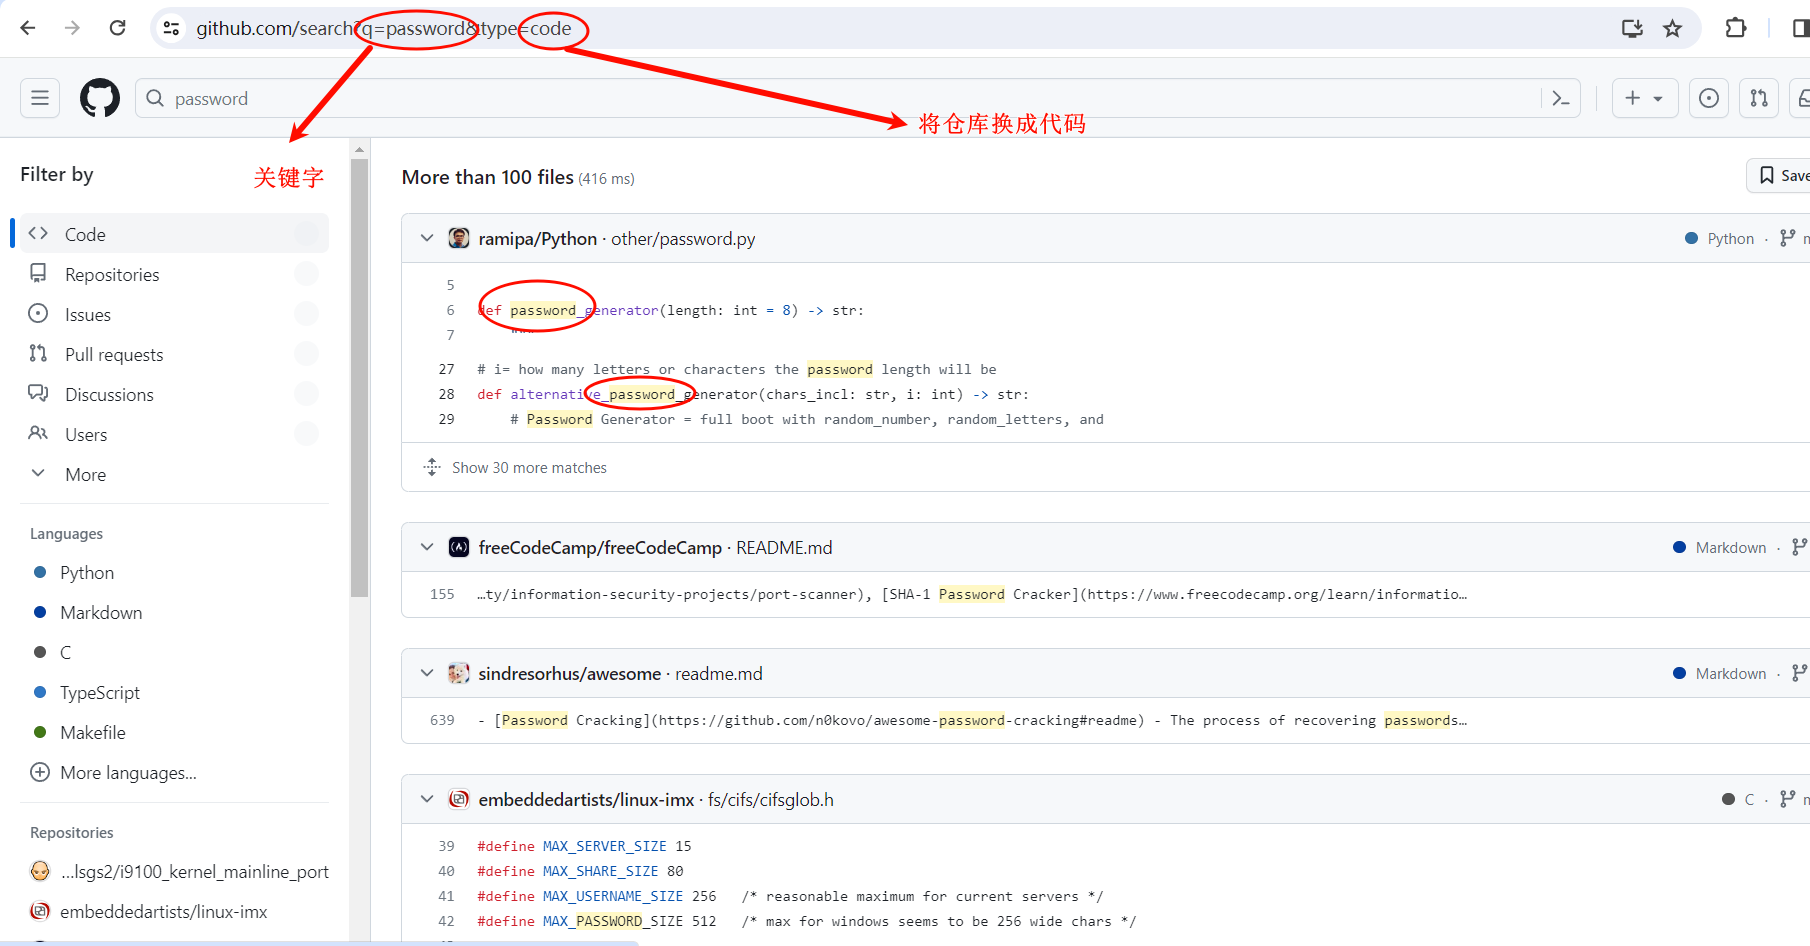 github.com/search?q=password&type=code
password
将仓库换成代码
Filter by
关键字
More than 100 files (416 ms)
Save
Code
Repositories
Issues
Pull requests
Discussions
Users
More
Languages
Python
Markdown
C
TypeScript
Makefile
More languages...
Repositories
...lsgs2/i9100_kernel_mainline_port
embeddedartists/linux-imx
ramipa/Python · other/password.py
Python ·
5
6 def password_generator(length: int = 8) -> str:
7 """
27 # i= how many letters or characters the password length will be
28 def alternative_password_generator(chars_incl: str, i: int) -> str:
29 # Password Generator = full boot with random_number, random_letters, and
Show 30 more matches
freeCodeCamp/freeCodeCamp · README.md
Markdown ·
155 …ty/information-security-projects/port-scanner), [SHA-1 Password Cracker](https://www.freecodecamp.org/learn/informatio…
sindresorhus/awesome · readme.md
Markdown ·
639 - [Password Cracking](https://github.com/n0kovo/awesome-password-cracking#readme) - The process of recovering passwords…
embeddedartists/linux-imx · fs/cifs/cifsglob.h
C ·
39 #define MAX_SERVER_SIZE 15
40 #define MAX_SHARE_SIZE 80
41 #define MAX_USERNAME_SIZE 256 /* reasonable maximum for current servers */
42 #define MAX_PASSWORD_SIZE 512 /* max for windows seems to be 256 wide chars */